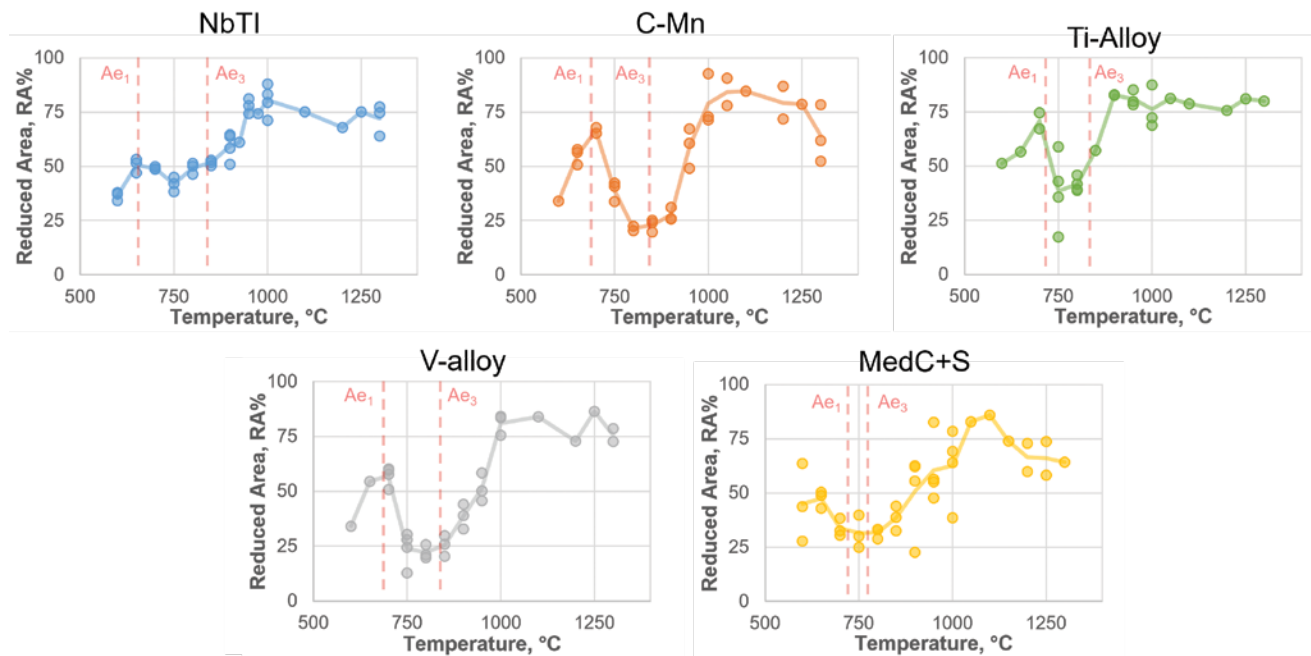 NbTI
100
75
50
25
0
Ae1
Ae3
500
750
1000
1250
Reduced Area, RA%
Temperature, °C
C-Mn
100
75
50
25
0
Ae1
Ae3
500
750
1000
1250
Reduced Area, RA%
Temperature, °C
Ti-Alloy
100
75
50
25
0
Ae1
Ae3
500
750
1000
1250
Reduced Area, RA%
Temperature, °C
V-alloy
100
75
50
25
0
Ae1
Ae3
500
750
1000
1250
Reduced Area, RA%
Temperature, °C
MedC+S
100
75
50
25
0
Ae1
Ae3
500
750
1000
1250
Reduced Area, RA%
Temperature, °C